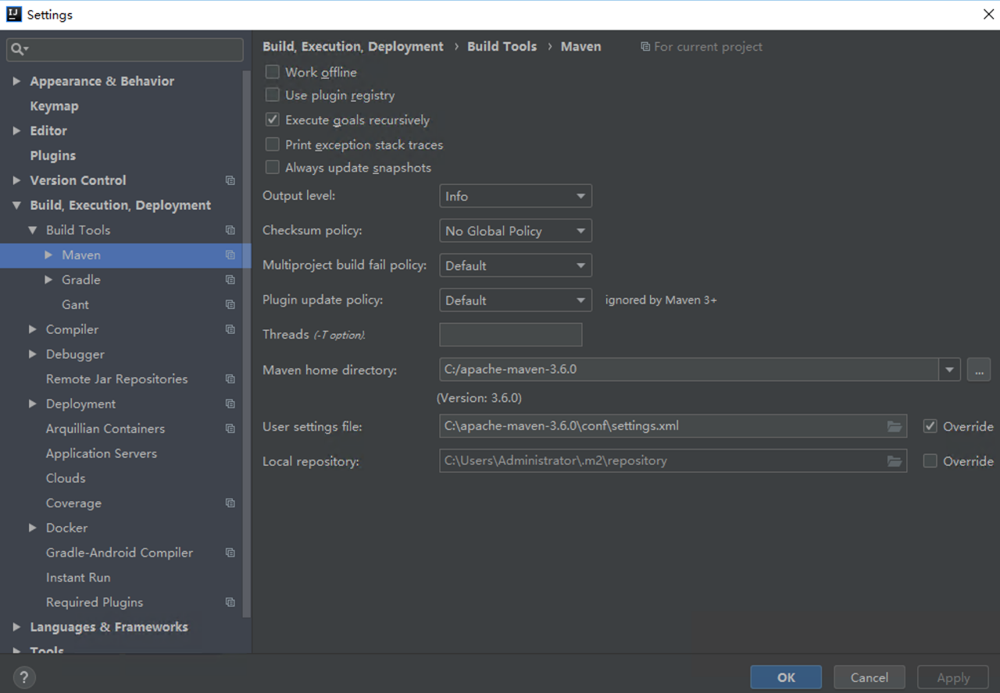 Settings
Build, Execution, Deployment › Build Tools › Maven For current project
Appearance & Behavior
Keymap
Editor
Plugins
Version Control
Build, Execution, Deployment
Build Tools
Maven
Gradle
Gant
Compiler
Debugger
Remote Jar Repositories
Deployment
Arquillian Containers
Application Servers
Clouds
Coverage
Docker
Gradle-Android Compiler
Instant Run
Required Plugins
Languages & Frameworks
Tools
Work offline
Use plugin registry
Execute goals recursively
Print exception stack traces
Always update snapshots
Output level: Info
Checksum policy: No Global Policy
Multiproject build fail policy: Default
Plugin update policy: Default ignored by Maven 3+
Threads (-T option).
Maven home directory: C:/apache-maven-3.6.0 ...
(Version: 3.6.0)
User settings file: C:\apache-maven-3.6.0\conf\settings.xml Override
Local repository: C:\Users\Administrator\.m2\repository Override
? OK Cancel Apply